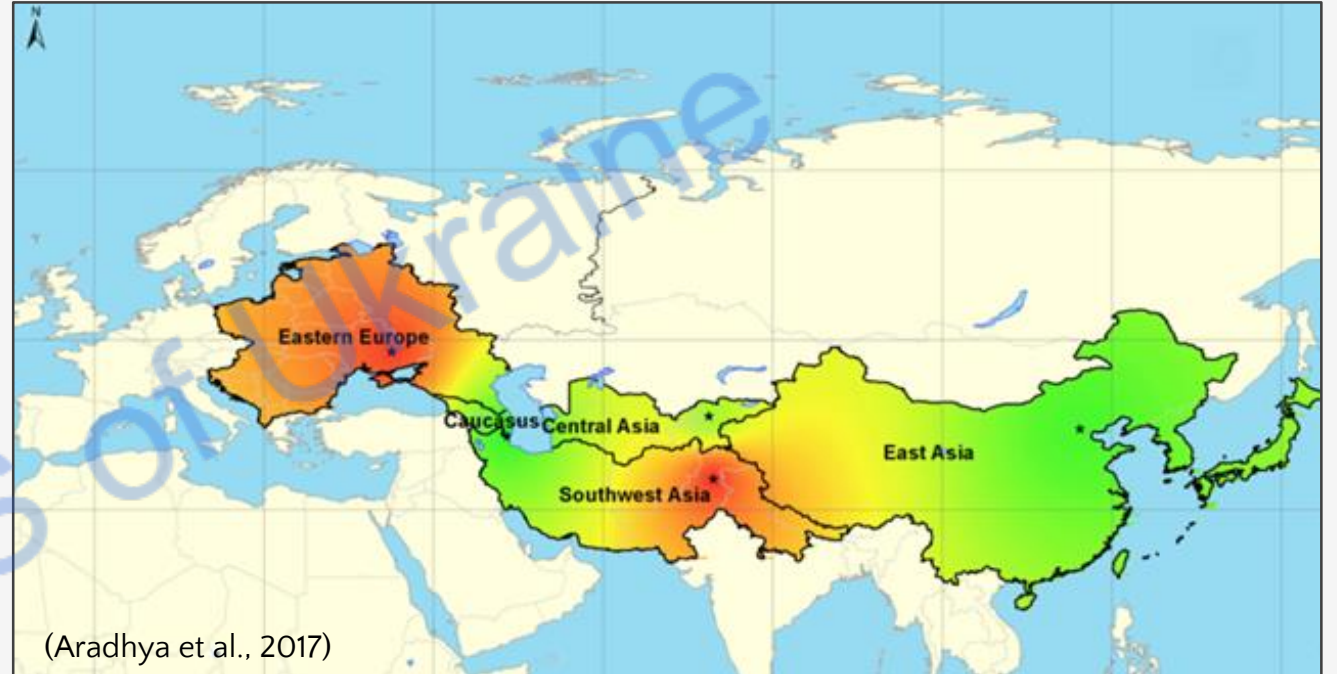 N
of Ukraine
Eastern Europe
Caucasus
Central Asia
East Asia
Southwest Asia
(Aradhya et al., 2017)